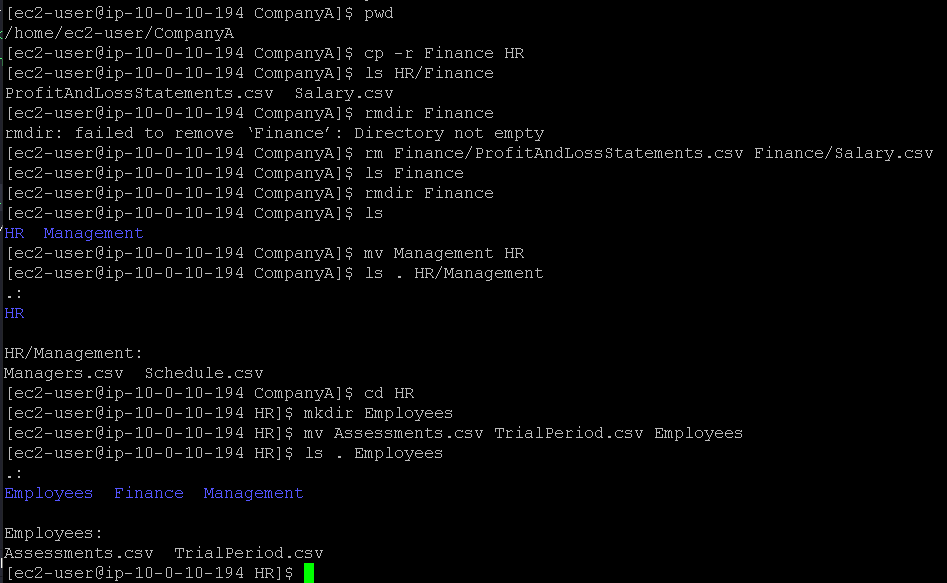 [ec2-user@ip-10-0-10-194 CompanyA]$ pwd
/home/ec2-user/CompanyA
[ec2-user@ip-10-0-10-194 CompanyA]$ cp -r Finance HR
[ec2-user@ip-10-0-10-194 CompanyA]$ ls HR/Finance
ProfitAndLossStatements.csv  Salary.csv
[ec2-user@ip-10-0-10-194 CompanyA]$ rmdir Finance
rmdir: failed to remove ‘Finance’: Directory not empty
[ec2-user@ip-10-0-10-194 CompanyA]$ rm Finance/ProfitAndLossStatements.csv Finance/Salary.csv
[ec2-user@ip-10-0-10-194 CompanyA]$ ls Finance
[ec2-user@ip-10-0-10-194 CompanyA]$ rmdir Finance
[ec2-user@ip-10-0-10-194 CompanyA]$ ls
HR  Management
[ec2-user@ip-10-0-10-194 CompanyA]$ mv Management HR
[ec2-user@ip-10-0-10-194 CompanyA]$ ls . HR/Management
.:
HR

HR/Management:
Managers.csv  Schedule.csv
[ec2-user@ip-10-0-10-194 CompanyA]$ cd HR
[ec2-user@ip-10-0-10-194 HR]$ mkdir Employees
[ec2-user@ip-10-0-10-194 HR]$ mv Assessments.csv TrialPeriod.csv Employees
[ec2-user@ip-10-0-10-194 HR]$ ls . Employees
.:
Employees  Finance  Management

Employees:
Assessments.csv  TrialPeriod.csv
[ec2-user@ip-10-0-10-194 HR]$